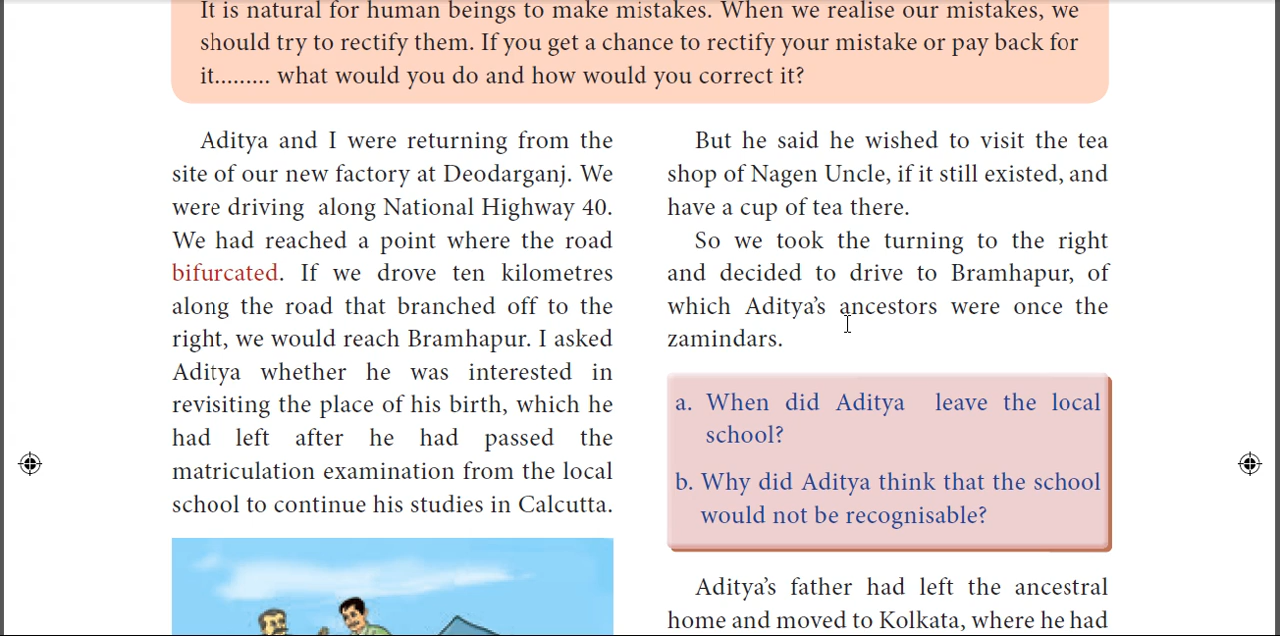 It is natural for human beings to make mistakes. When we realise our mistakes, we
should try to rectify them. If you get a chance to rectify your mistake or pay back for
it......... what would you do and how would you correct it?
Aditya and I were returning from the
site of our new factory at Deodarganj. We
were driving along National Highway 40.
We had reached a point where the road
bifurcated. If we drove ten kilometres
along the road that branched off to the
right, we would reach Bramhapur. I asked
Aditya whether he was interested in
revisiting the place of his birth, which he
had left after he had passed the
matriculation examination from the local
school to continue his studies in Calcutta.
But he said he wished to visit the tea
shop of Nagen Uncle, if it still existed, and
have a cup of tea there.
So we took the turning to the right
and decided to drive to Bramhapur, of
which Aditya's ancestors were once the
zamindars.
a. When did Aditya leave the local
school?
b. Why did Aditya think that the school
would not be recognisable?
Aditya's father had left the ancestral
home and moved to Kolkata, where he had